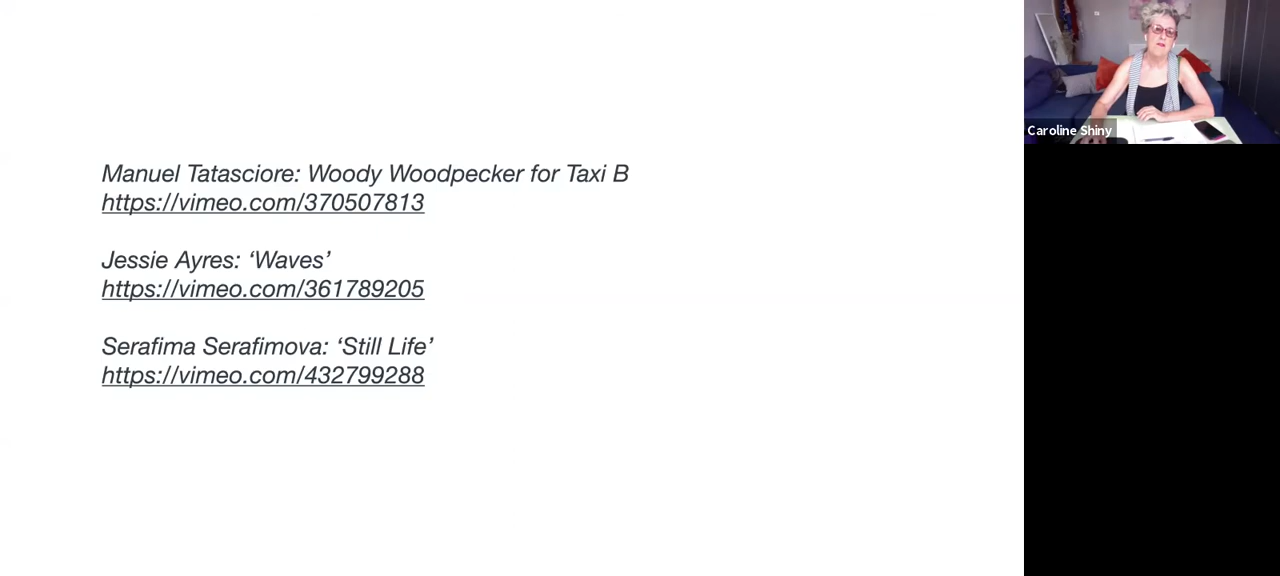 Manuel Tatasciore: Woody Woodpecker for Taxi B
https://vimeo.com/370507813
Jessie Ayres: ‘Waves’
https://vimeo.com/361789205
Serafima Serafimova: ‘Still Life’
https://vimeo.com/432799288
Caroline Shiny